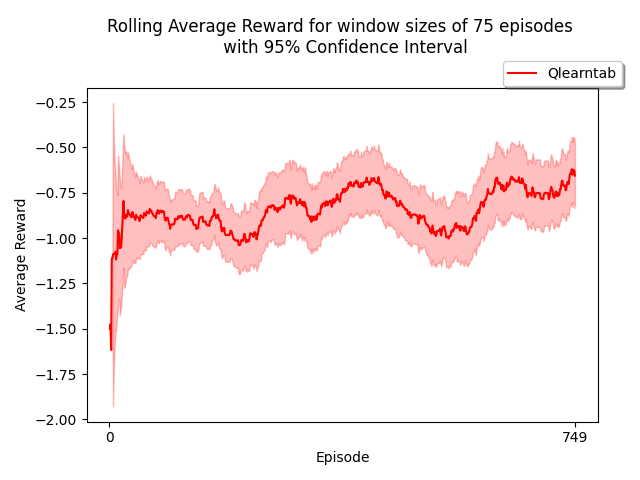 Rolling Average Reward for window sizes of 75 episodes
with 95% Confidence Interval
Qlearntab
−0.25
−0.50
−0.75
−1.00
−1.25
−1.50
−1.75
−2.00
Average Reward
0
749
Episode